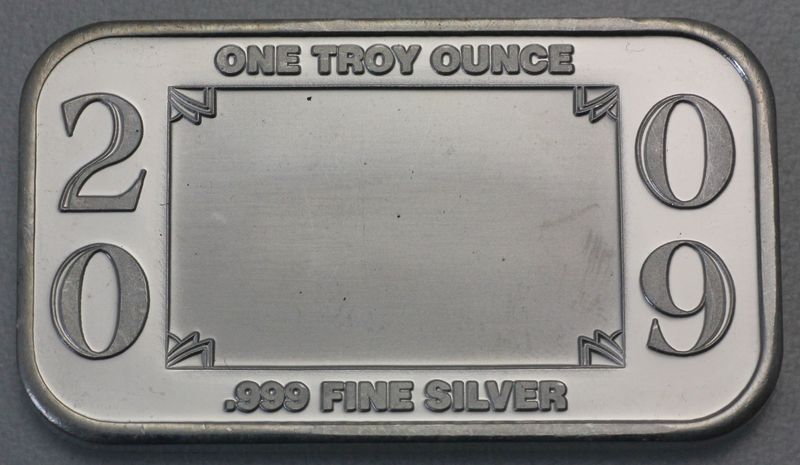 ONE TROY OUNCE
2 0
0 9
.999 FINE SILVER